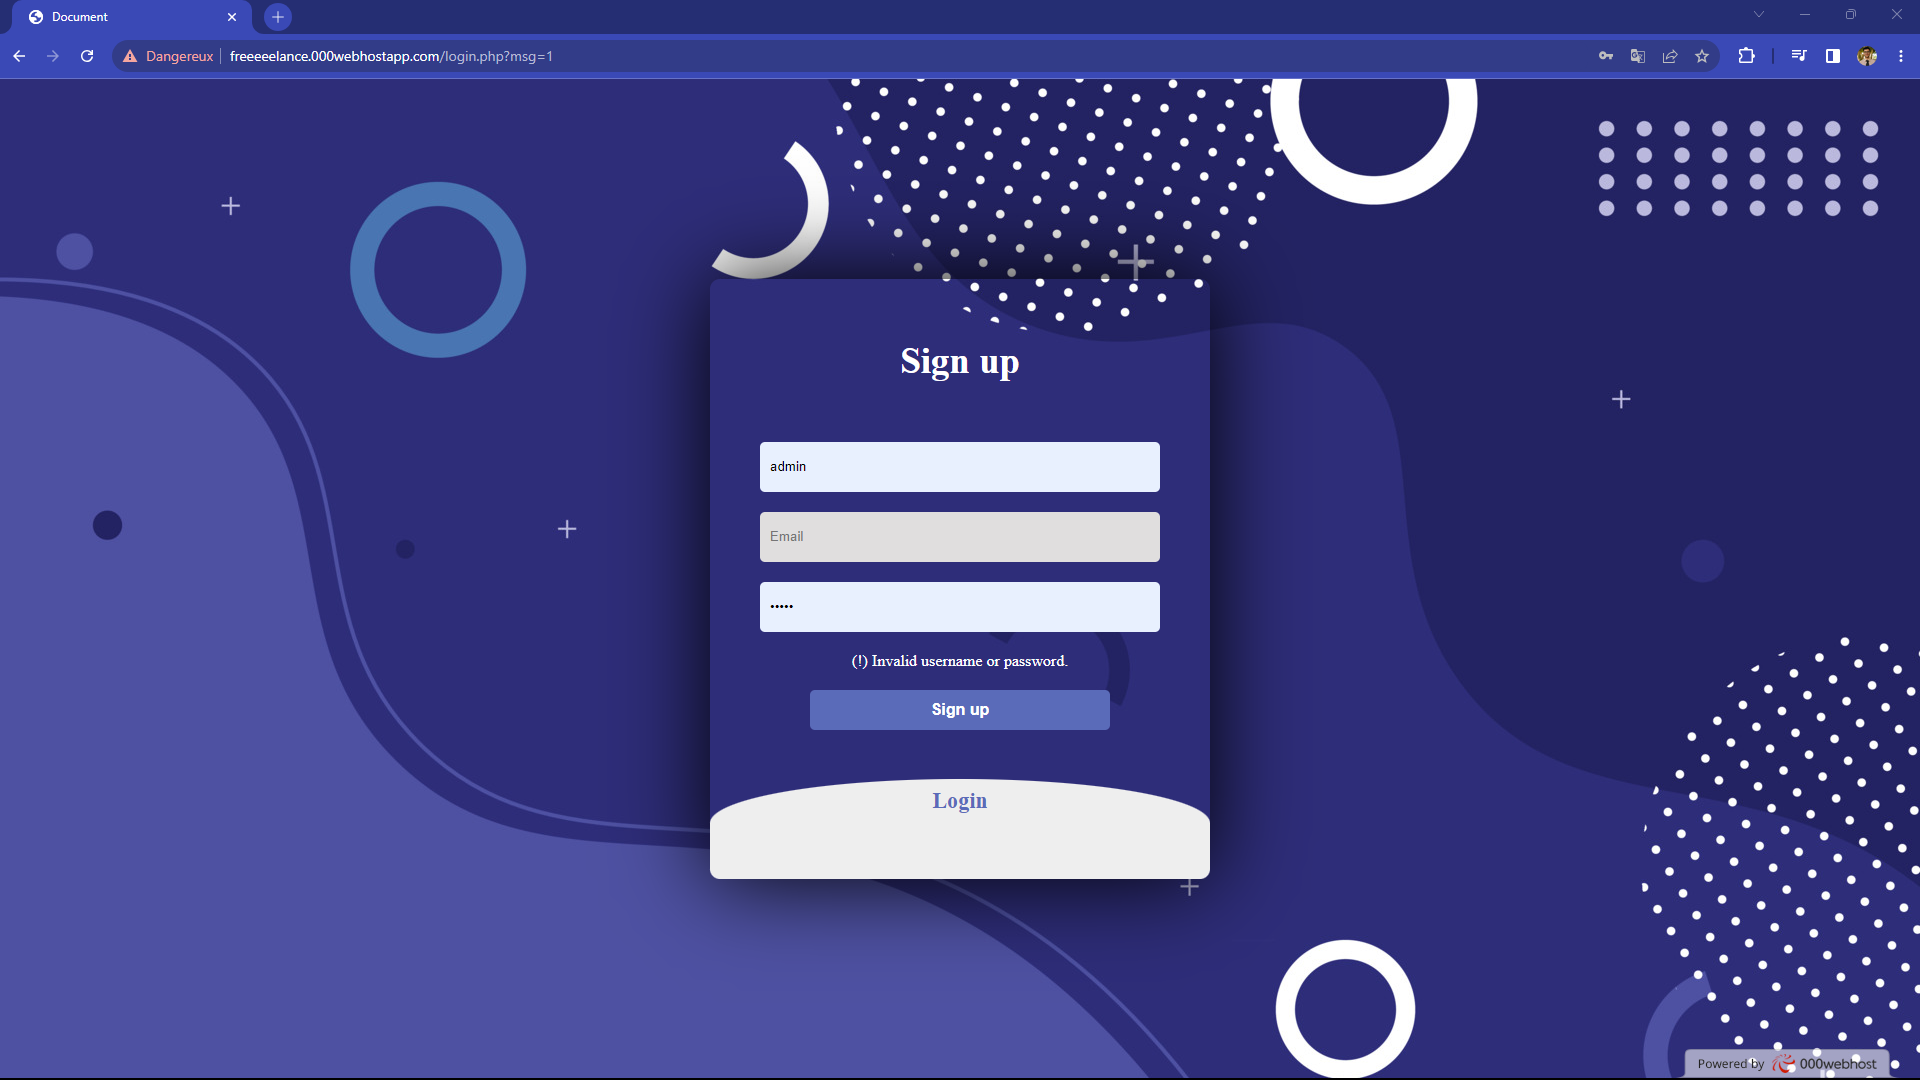 Document
Dangereux
freeeeelance.000webhostapp.com/login.php?msg=1
Sign up
admin
Email
•••••
(!) Invalid username or password.
Sign up
Login
Powered by 000webhost